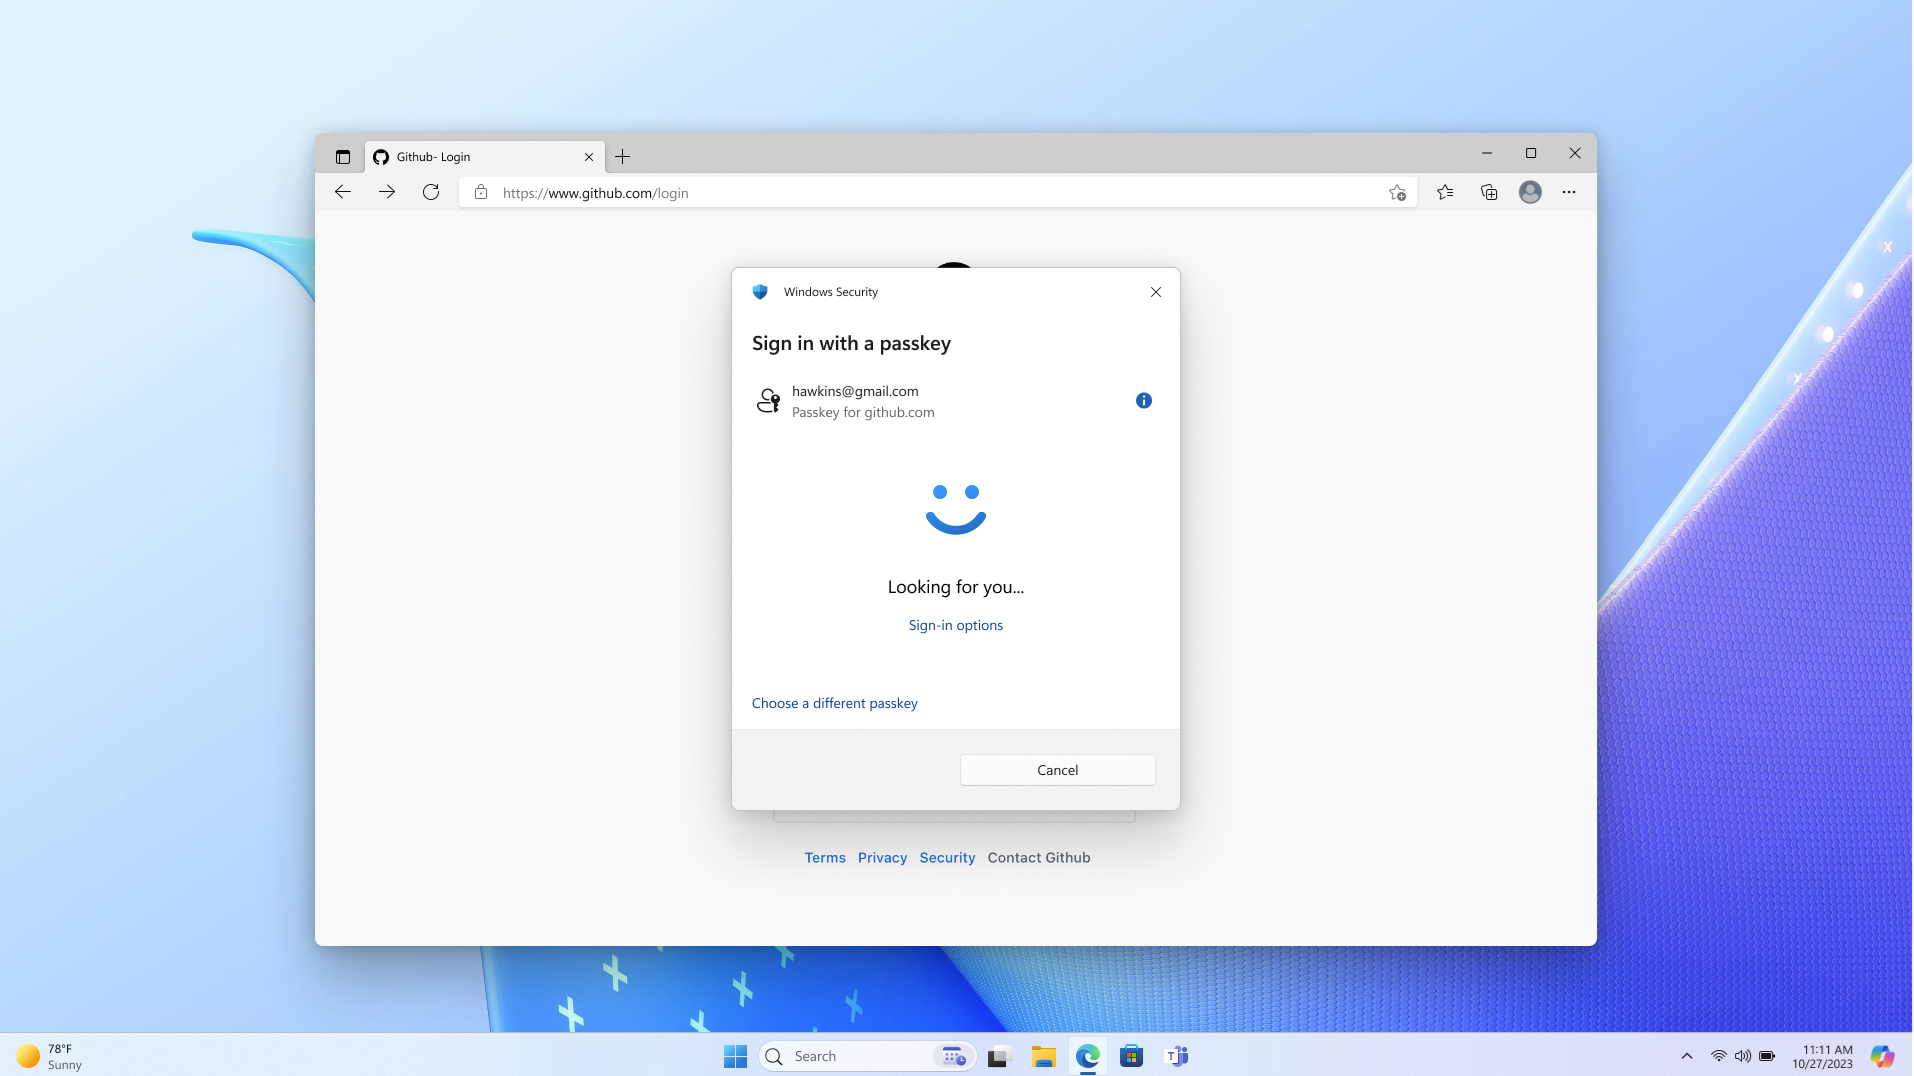 Github- Login
https://www.github.com/login
Windows Security
Sign in with a passkey
hawkins@gmail.com
Passkey for github.com
Looking for you...
Sign-in options
Choose a different passkey
Cancel
Terms Privacy Security Contact Github
78°F
Sunny
Search
11:11 AM
10/27/2023